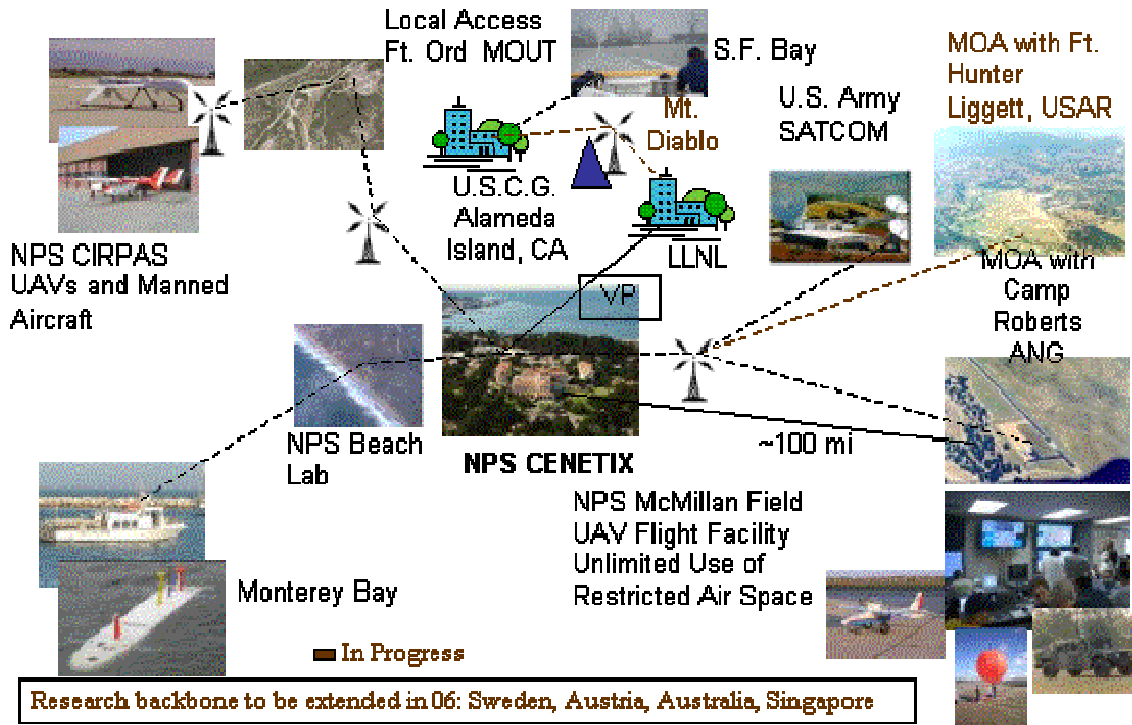 Local Access
Ft. Ord MOUT
S.F. Bay
MOA with Ft.
Hunter
Liggett, USAR
U.S. Army
SATCOM
Mt.
Diablo
U.S.C.G.
Alameda
Island, CA
LLNL
NPS CIRPAS
UAVs and Manned
Aircraft
VP
MOA with
Camp
Roberts
ANG
NPS Beach
Lab
NPS CENETIX
~100 mi
NPS McMillan Field
UAV Flight Facility
Unlimited Use of
Restricted Air Space
Monterey Bay
In Progress
Research backbone to be extended in 06: Sweden, Austria, Australia, Singapore